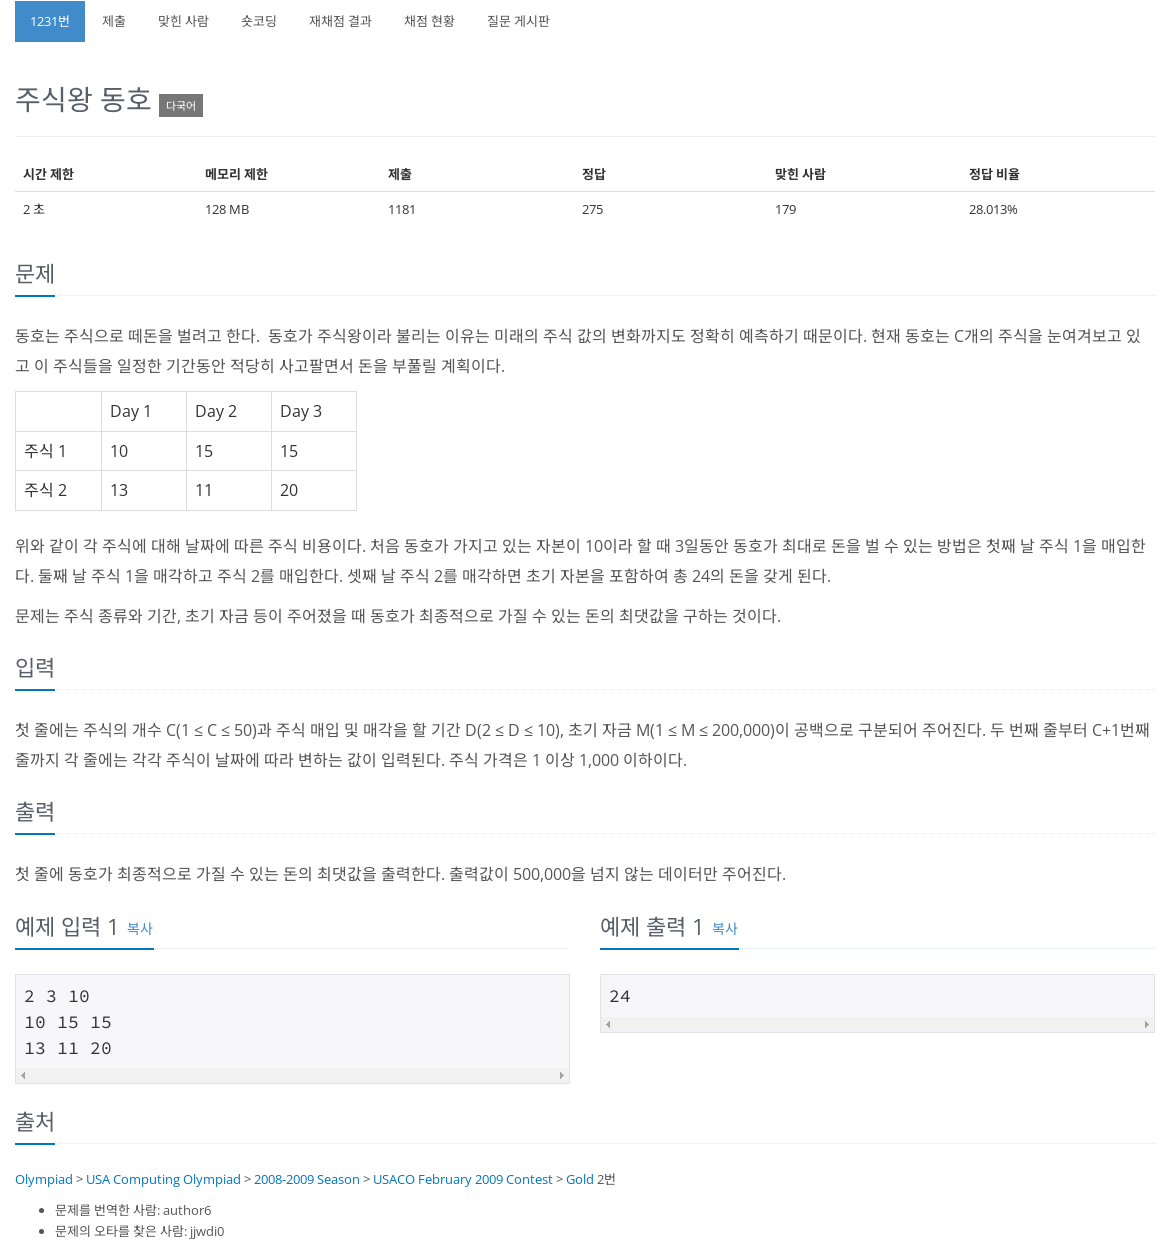 1231번 제출 맞힌 사람 숏코딩 재채점 결과 채점 현황 질문 게시판
주식왕 동호 다국어
시간 제한 메모리 제한 제출 정답 맞힌 사람 정답 비율
2 초 128 MB 1181 275 179 28.013%
문제
동호는 주식으로 떼돈을 벌려고 한다.  동호가 주식왕이라 불리는 이유는 미래의 주식 값의 변화까지도 정확히 예측하기 때문이다. 현재 동호는 C개의 주식을 눈여겨보고 있
고 이 주식들을 일정한 기간동안 적당히 사고팔면서 돈을 부풀릴 계획이다.
Day 1 Day 2 Day 3
주식 1 10 15 15
주식 2 13 11 20
위와 같이 각 주식에 대해 날짜에 따른 주식 비용이다. 처음 동호가 가지고 있는 자본이 10이라 할 때 3일동안 동호가 최대로 돈을 벌 수 있는 방법은 첫째 날 주식 1을 매입한
다. 둘째 날 주식 1을 매각하고 주식 2를 매입한다. 셋째 날 주식 2를 매각하면 초기 자본을 포함하여 총 24의 돈을 갖게 된다.
문제는 주식 종류와 기간, 초기 자금 등이 주어졌을 때 동호가 최종적으로 가질 수 있는 돈의 최댓값을 구하는 것이다.
입력
첫 줄에는 주식의 개수 C(1 ≤ C ≤ 50)과 주식 매입 및 매각을 할 기간 D(2 ≤ D ≤ 10), 초기 자금 M(1 ≤ M ≤ 200,000)이 공백으로 구분되어 주어진다. 두 번째 줄부터 C+1번째
줄까지 각 줄에는 각각 주식이 날짜에 따라 변하는 값이 입력된다. 주식 가격은 1 이상 1,000 이하이다.
출력
첫 줄에 동호가 최종적으로 가질 수 있는 돈의 최댓값을 출력한다. 출력값이 500,000을 넘지 않는 데이터만 주어진다.
예제 입력 1 복사
2 3 10
10 15 15
13 11 20
예제 출력 1 복사
24
출처
Olympiad > USA Computing Olympiad > 2008-2009 Season > USACO February 2009 Contest > Gold 2번
문제를 번역한 사람: author6
문제의 오타를 찾은 사람: jjwdi0